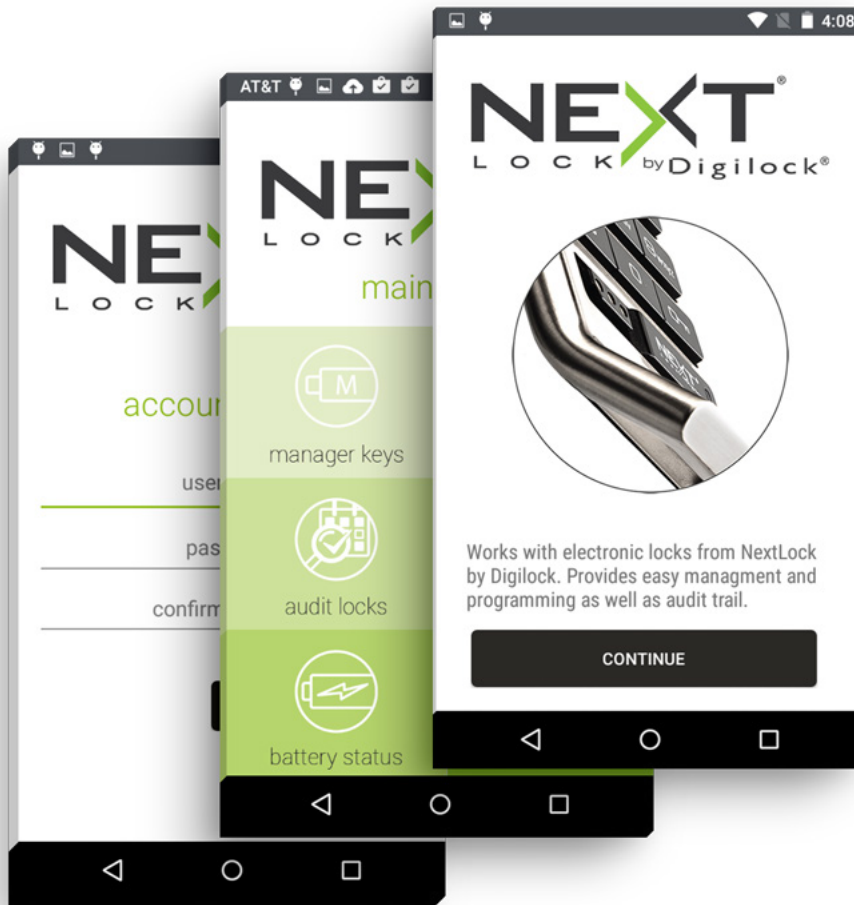 4:08
NEXT®
LOCK by Digilock®
Works with electronic locks from NextLock
by Digilock. Provides easy managment and
programming as well as audit trail.
CONTINUE
AT&T
NEX
LOCK
main
M
manager keys
audit locks
battery status
NEX
LOCK
accoun
user
pas
confirm